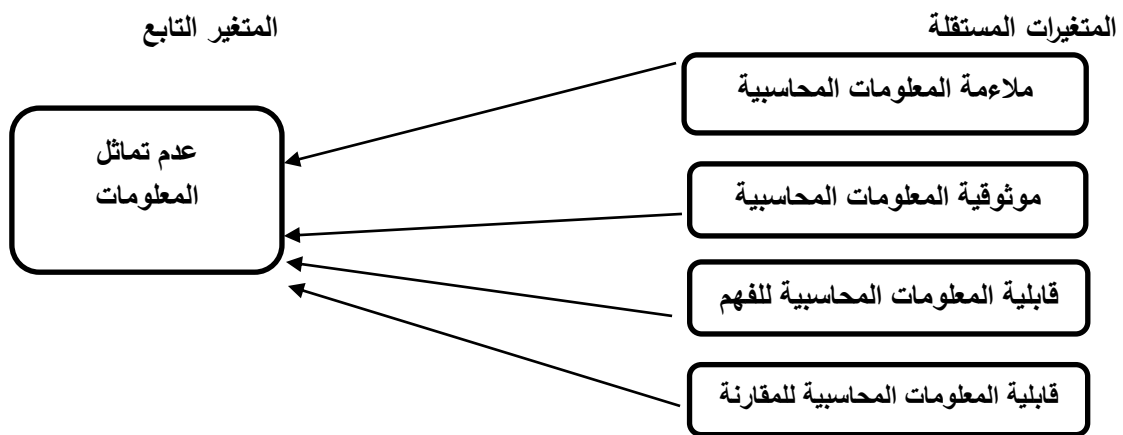 المتغيرات المستقلة
المتغير التابع
ملاءمة المعلومات المحاسبية
عدم تماثل
المعلومات
موثوقية المعلومات المحاسبية
قابلية المعلومات المحاسبية للفهم
قابلية المعلومات المحاسبية للمقارنة